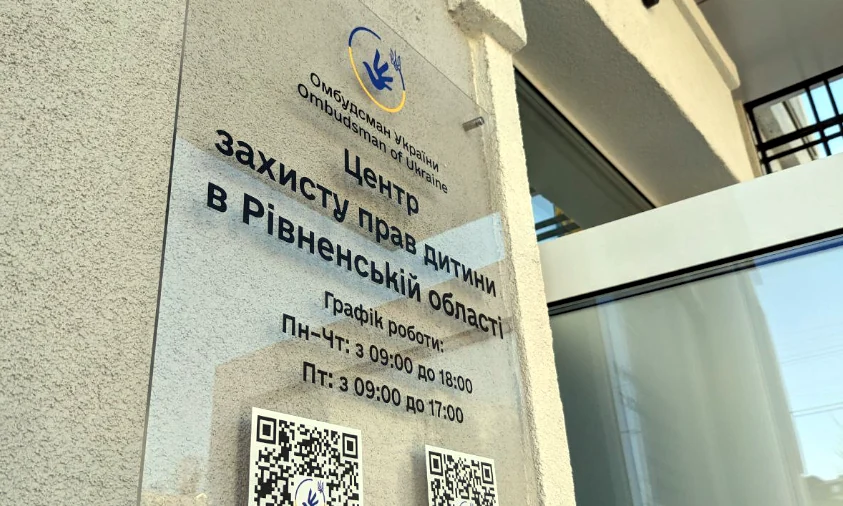 Омбудсман України
Ombudsman of Ukraine
Центр
захисту прав дитини
в Рівненській області
Графік роботи:
Пн–Чт: з 09:00 до 18:00
Пт: з 09:00 до 17:00